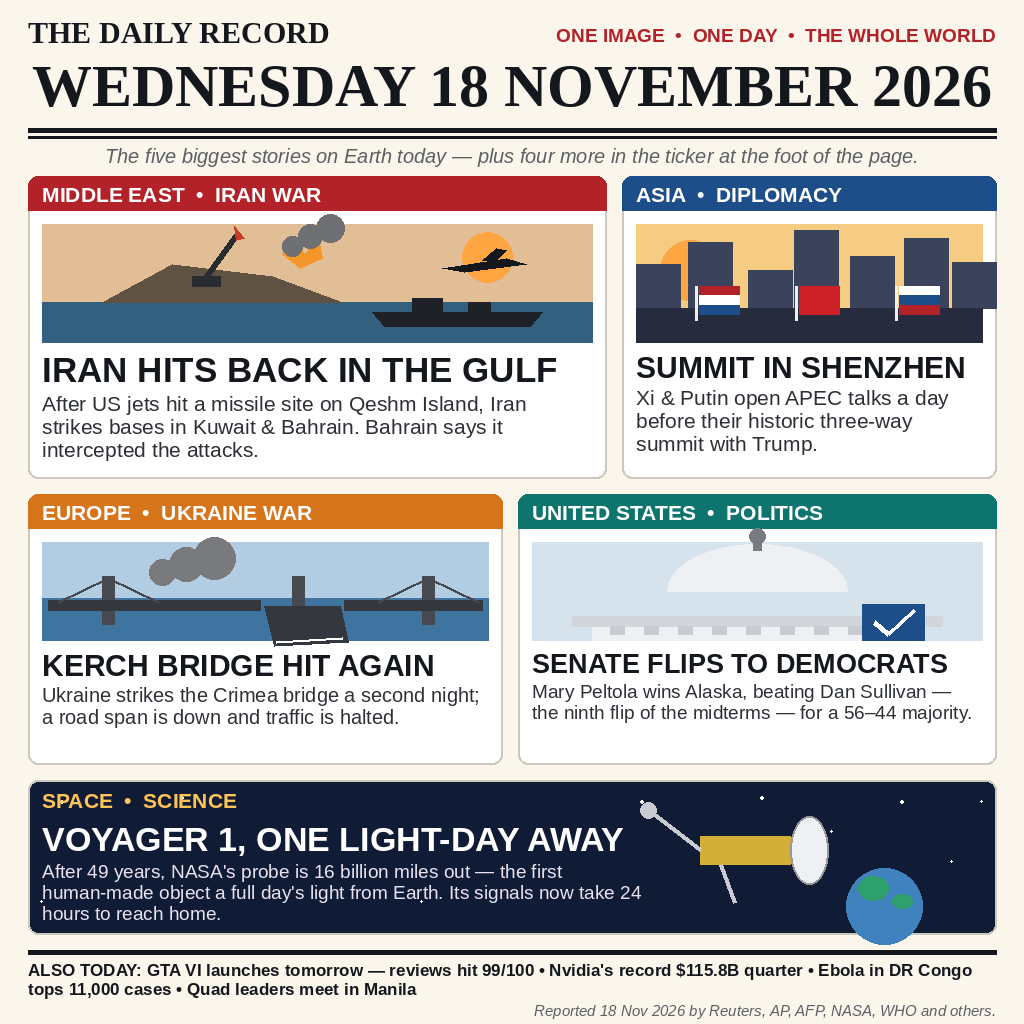 THE DAILY RECORD
ONE IMAGE • ONE DAY • THE WHOLE WORLD
WEDNESDAY 18 NOVEMBER 2026
The five biggest stories on Earth today — plus four more in the ticker at the foot of the page.
MIDDLE EAST • IRAN WAR
IRAN HITS BACK IN THE GULF
After US jets hit a missile site on Qeshm Island, Iran
strikes bases in Kuwait & Bahrain. Bahrain says it
intercepted the attacks.
ASIA • DIPLOMACY
SUMMIT IN SHENZHEN
Xi & Putin open APEC talks a day
before their historic three-way
summit with Trump.
EUROPE • UKRAINE WAR
KERCH BRIDGE HIT AGAIN
Ukraine strikes the Crimea bridge a second night;
a road span is down and traffic is halted.
UNITED STATES • POLITICS
SENATE FLIPS TO DEMOCRATS
Mary Peltola wins Alaska, beating Dan Sullivan —
the ninth flip of the midterms — for a 56–44 majority.
SPACE • SCIENCE
VOYAGER 1, ONE LIGHT-DAY AWAY
After 49 years, NASA's probe is 16 billion miles out — the first
human-made object a full day's light from Earth. Its signals now take 24
hours to reach home.
ALSO TODAY: GTA VI launches tomorrow — reviews hit 99/100 • Nvidia's record $115.8B quarter • Ebola in DR Congo
tops 11,000 cases • Quad leaders meet in Manila
Reported 18 Nov 2026 by Reuters, AP, AFP, NASA, WHO and others.